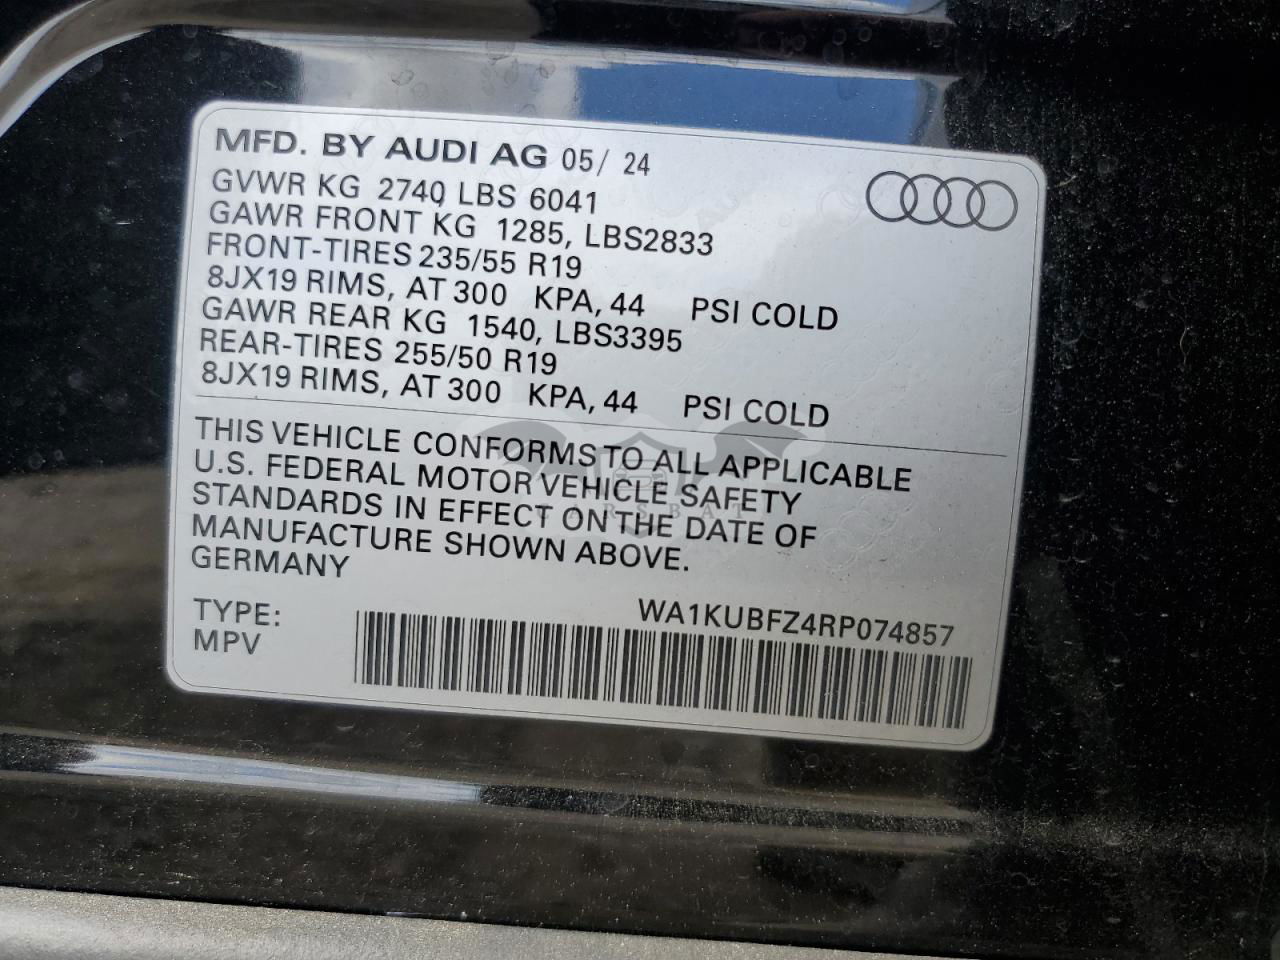 MFD. BY AUDI AG 05/ 24
GVWR KG 2740 LBS 6041
GAWR FRONT KG 1285, LBS2833
FRONT-TIRES 235/55 R19
8JX19 RIMS, AT 300 KPA, 44 PSI COLD
GAWR REAR KG 1540, LBS3395
REAR-TIRES 255/50 R19
8JX19 RIMS, AT 300 KPA, 44 PSI COLD
THIS VEHICLE CONFORMS TO ALL APPLICABLE
U.S. FEDERAL MOTOR VEHICLE SAFETY
STANDARDS IN EFFECT ON THE DATE OF
MANUFACTURE SHOWN ABOVE.
GERMANY
WA1KUBFZ4RP074857
TYPE:
MPV
CARSBAT